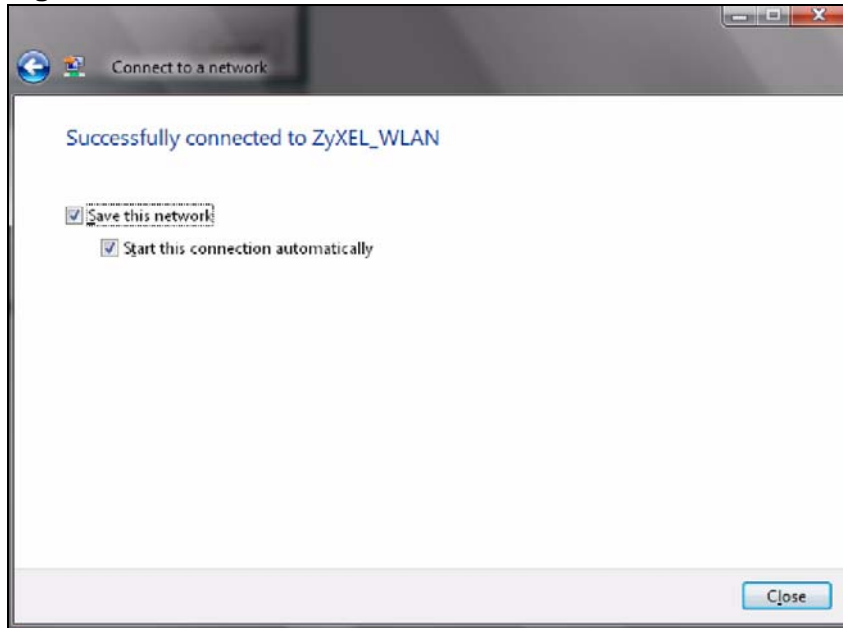 Connect to a network
Successfully connected to ZyXEL_WLAN
Save this network
Start this connection automatically
Close